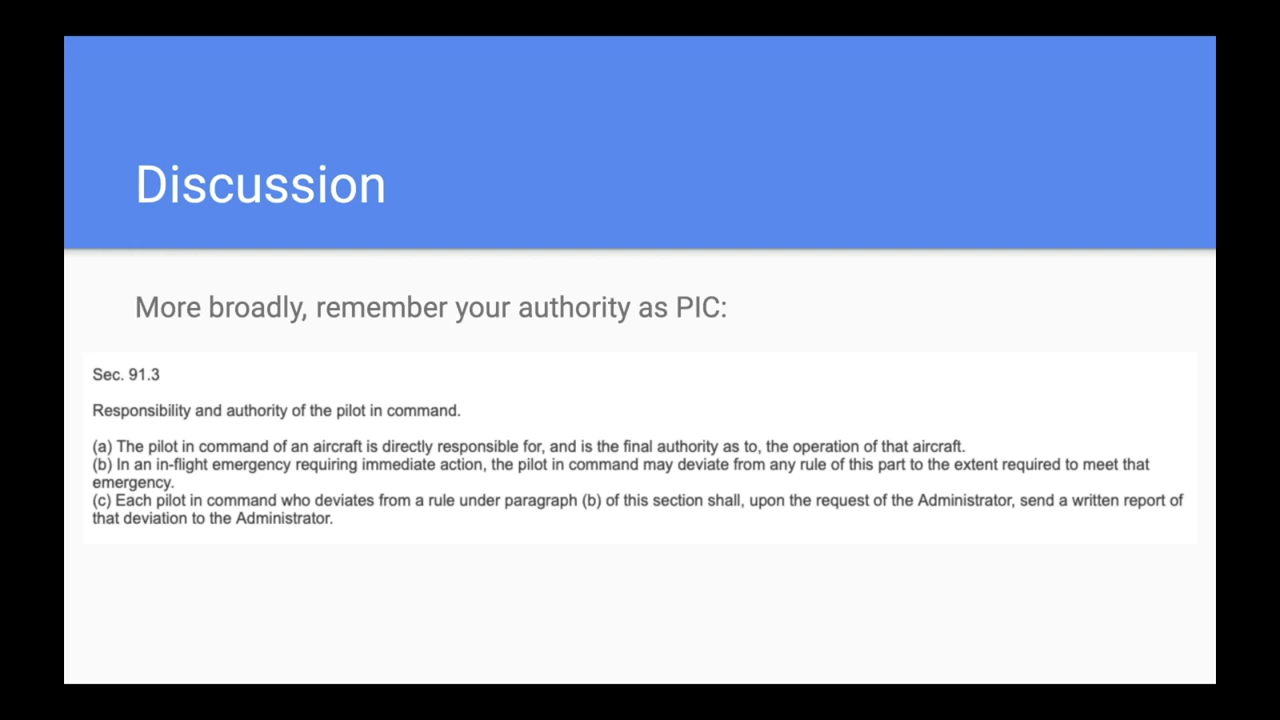 Discussion
More broadly, remember your authority as PIC:
Sec. 91.3
Responsibility and authority of the pilot in command.
(a) The pilot in command of an aircraft is directly responsible for, and is the final authority as to, the operation of that aircraft.
(b) In an in-flight emergency requiring immediate action, the pilot in command may deviate from any rule of this part to the extent required to meet that
emergency.
(c) Each pilot in command who deviates from a rule under paragraph (b) of this section shall, upon the request of the Administrator, send a written report of
that deviation to the Administrator.